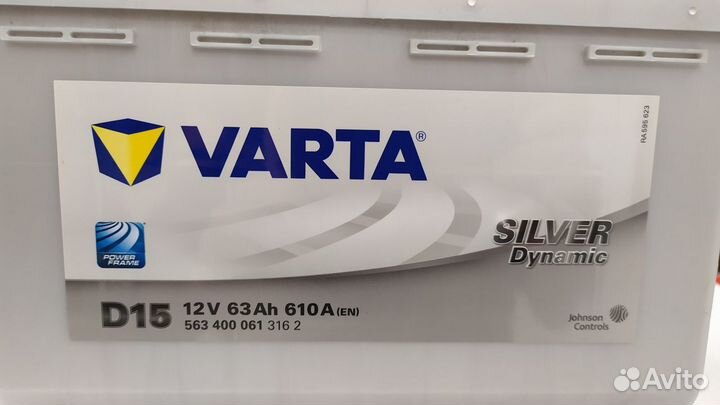 VARTA®
RA 595 623
POWER FRAME
SILVER
Dynamic
D15 12V 63Ah 610A (EN)
563 400 061 316 2
Johnson
Controls
Avito